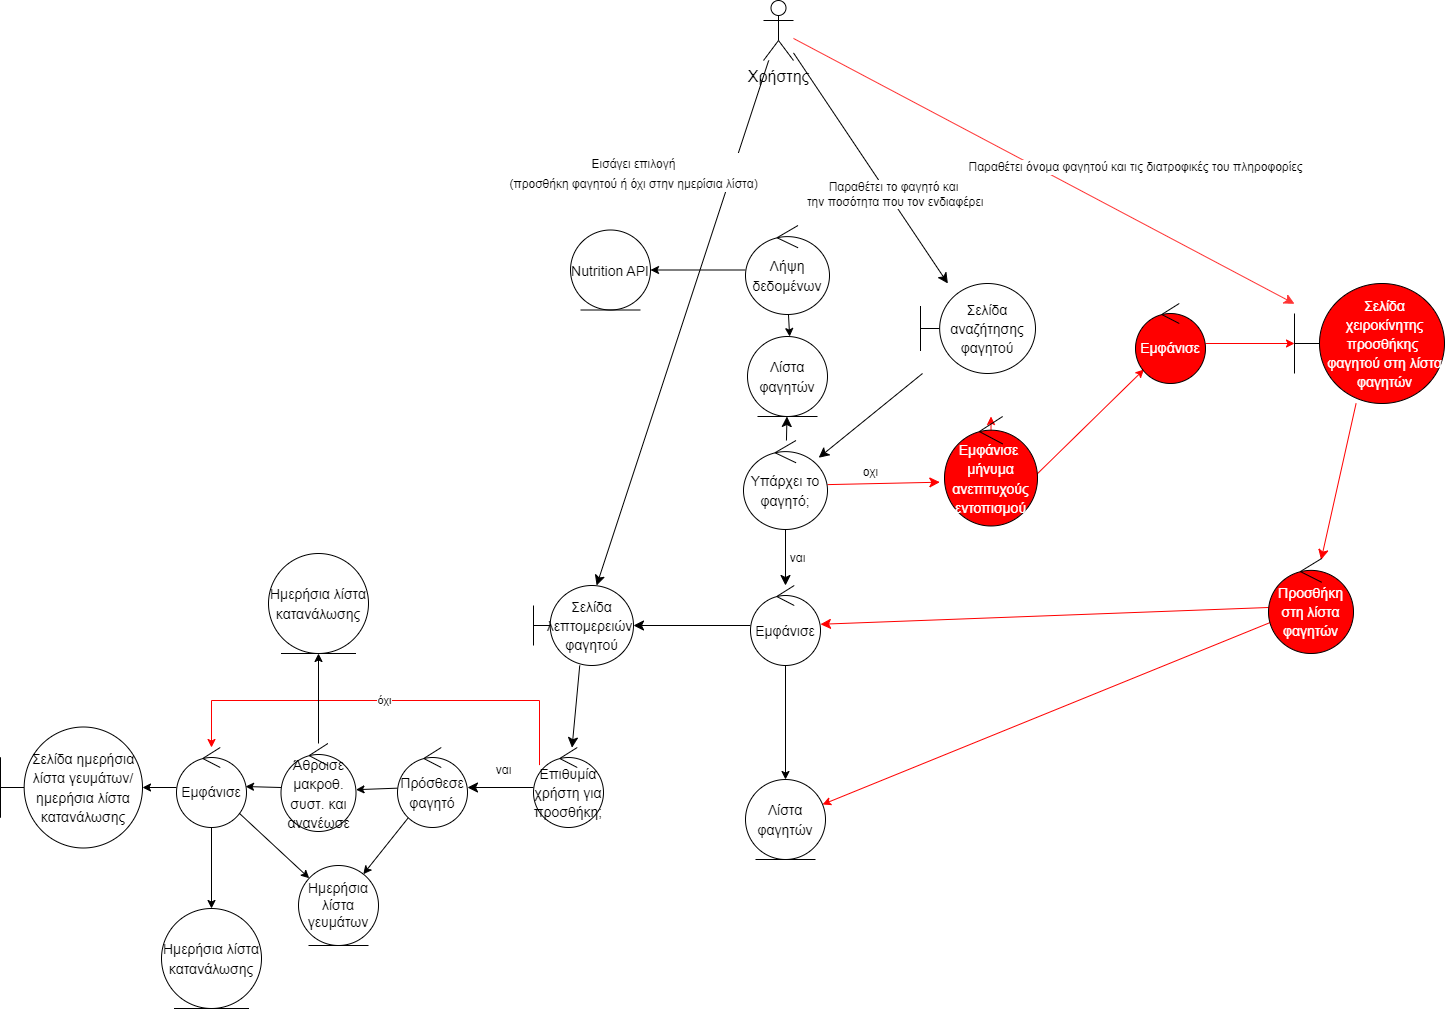 Χρήστης
Εισάγει επιλογή
(προσθήκη φαγητού ή όχι στην ημερίσια λίστα)
Παραθέτει το φαγητό και
την ποσότητα που τον ενδιαφέρει
Παραθέτει όνομα φαγητού και τις διατροφικές του πληροφορίες
Nutrition API
Λήψη
δεδομένων
Σελίδα
αναζήτησης
φαγητού
Εμφάνισε
Σελίδα
χειροκίνητης
προσθήκης
φαγητού στη λίστα
φαγητών
Λίστα
φαγητών
Υπάρχει το
φαγητό;
οχι
Εμφάνισε
μήνυμα
ανεπιτυχούς
εντοπισμού
ναι
Ημερήσια λίστα
κατανάλωσης
Σελίδα
λεπτομερειών
φαγητού
Εμφάνισε
Προσθήκη
στη λίστα
φαγητών
όχι
Σελίδα ημερήσια
λίστα γευμάτων/
ημερήσια λίστα
κατανάλωσης
Εμφάνισε
Άθροισε
μακροθ.
συστ. και
ανανέωσε
Πρόσθεσε
φαγητό
ναι
Επιθυμία
χρήστη για
προσθήκη;
Λίστα
φαγητών
Ημερήσια
λίστα
γευμάτων
Ημερήσια λίστα
κατανάλωσης